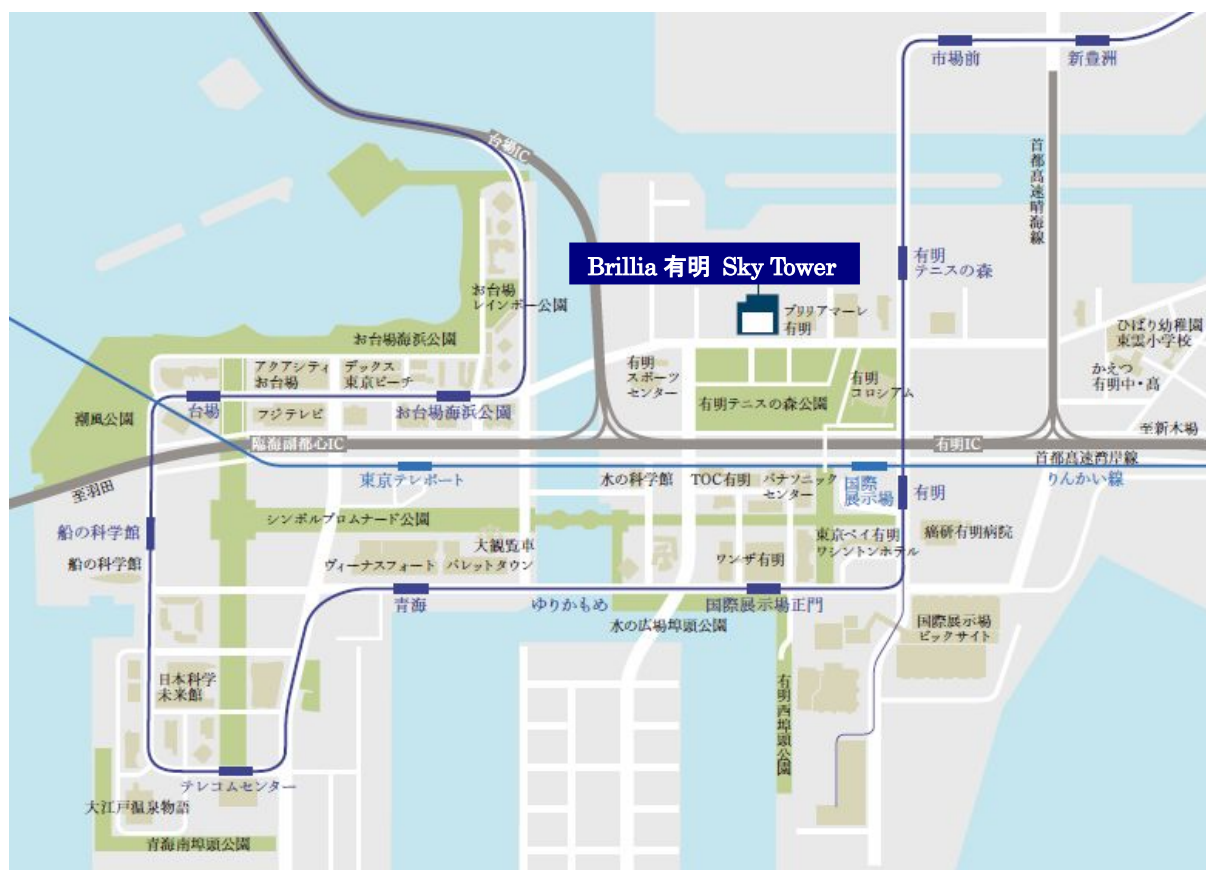 市場前
新豊洲
台場IC
首都高速晴海線
Brillia 有明 Sky Tower
有明
テニスの森
お台場
レインボー公園
ブリリアマーレ
有明
ひばり幼稚園
東雲小学校
お台場海浜公園
アクアシティ
お台場
デックス
東京ビーチ
有明
スポーツ
センター
有明
コロシアム
かえつ
有明中・高
台場
フジテレビ
お台場海浜公園
有明テニスの森公園
潮風公園
臨海副都心IC
有明IC
至新木場
首都高速湾岸線
りんかい線
至羽田
東京テレポート
水の科学館
TOC有明
パナソニック
センター
国際
展示場
有明
船の科学館
船の科学館
シンボルプロムナード公園
大観覧車
ヴィーナスフォート
パレットタウン
ワンザ有明
東京ベイ有明
ワシントンホテル
癌研有明病院
青海
ゆりかもめ
国際展示場正門
水の広場埠頭公園
国際展示場
ビックサイト
日本科学
未来館
有明西埠頭公園
テレコムセンター
大江戸温泉物語
青海南埠頭公園